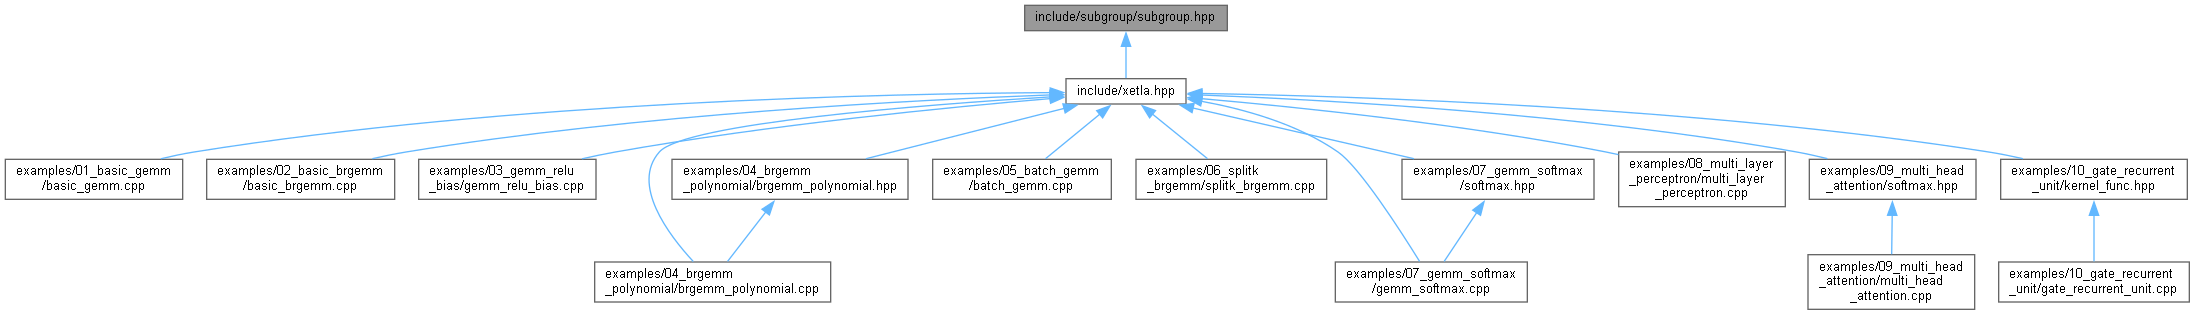 include/subgroup/subgroup.hpp
include/xetla.hpp
examples/01_basic_gemm
/basic_gemm.cpp
examples/02_basic_brgemm
/basic_brgemm.cpp
examples/03_gemm_relu
_bias/gemm_relu_bias.cpp
examples/04_brgemm
_polynomial/brgemm_polynomial.hpp
examples/05_batch_gemm
/batch_gemm.cpp
examples/06_splitk
_brgemm/splitk_brgemm.cpp
examples/07_gemm_softmax
/softmax.hpp
examples/08_multi_layer
_perceptron/multi_layer
_perceptron.cpp
examples/09_multi_head
_attention/softmax.hpp
examples/10_gate_recurrent
_unit/kernel_func.hpp
examples/04_brgemm
_polynomial/brgemm_polynomial.cpp
examples/07_gemm_softmax
/gemm_softmax.cpp
examples/09_multi_head
_attention/multi_head
_attention.cpp
examples/10_gate_recurrent
_unit/gate_recurrent_unit.cpp